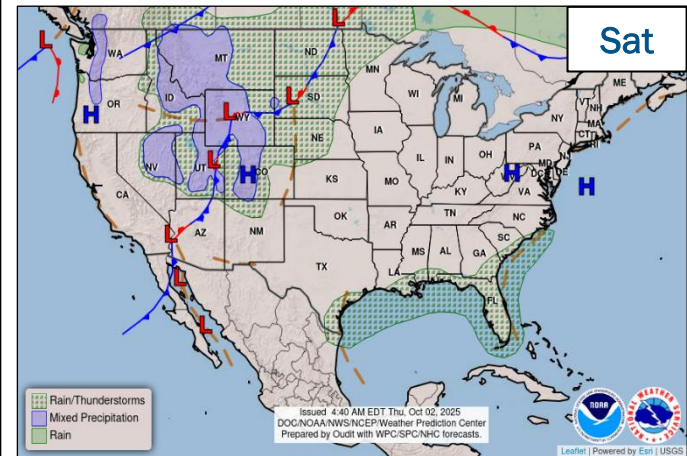 Sat
WA
MT
ND
MN
ME
OR
ID
WY
SD
WI
MI
VT
NH
NY
MA
CT
RI
NE
IA
PA
NJ
NV
UT
CO
IL
IN
OH
MD
DE
WV
DC
VA
KS
MO
KY
CA
AZ
NM
OK
AR
TN
NC
SC
TX
LA
MS
AL
GA
FL
H
H
H
H
L
L
L
L
L
L
L
L
Rain/Thunderstorms
Mixed Precipitation
Rain
Issued 4:40 AM EDT Thu, Oct 02, 2025
DOC/NOAA/NWS/NCEP/Weather Prediction Center
Prepared by Oudit with WPC/SPC/NHC forecasts.
NOAA
NATIONAL WEATHER SERVICE
Leaflet | Powered by Esri | USGS